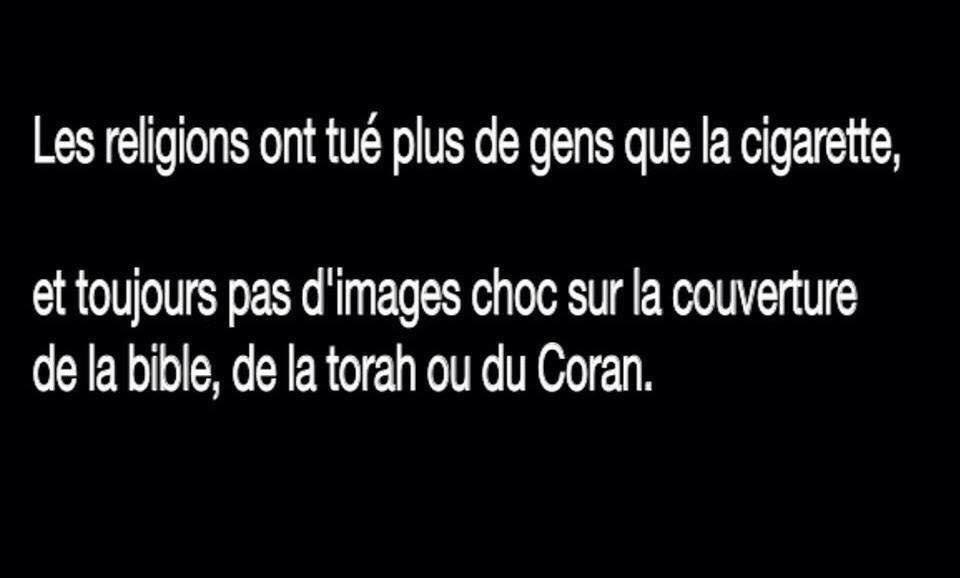 Les religions ont tué plus de gens que la cigarette,
et toujours pas d'images choc sur la couverture
de la bible, de la torah ou du Coran.